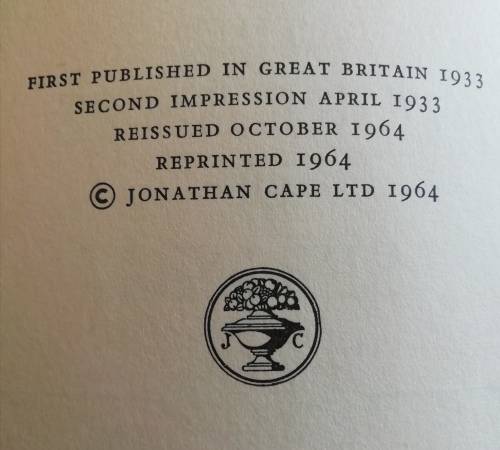 FIRST PUBLISHED IN GREAT BRITAIN 1933
SECOND IMPRESSION APRIL 1933
REISSUED OCTOBER 1964
REPRINTED 1964
© JONATHAN CAPE LTD 1964
J C